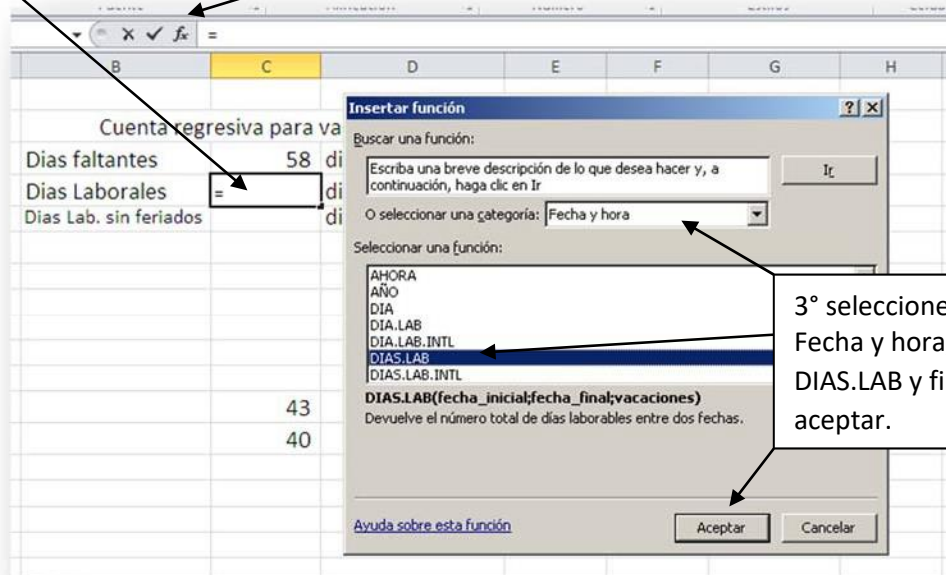 fx =
B C D E F G H
Insertar función
Cuenta regresiva para va
Buscar una función:
Dias faltantes 58 di
Escriba una breve descripción de lo que desea hacer y, a
continuación, haga clic en Ir
Ir
Dias Laborales = di
Dias Lab. sin feriados di
O seleccionar una categoría: Fecha y hora
Seleccionar una función:
AHORA
AÑO
DIA
DIA.LAB
DIA.LAB.INTL
DIAS.LAB
DIAS.LAB.INTL
3° seleccione
Fecha y hora
DIAS.LAB y fi
aceptar.
DIAS.LAB(fecha_inicial;fecha_final;vacaciones)
Devuelve el número total de días laborables entre dos fechas.
43
40
Ayuda sobre esta función
Aceptar
Cancelar